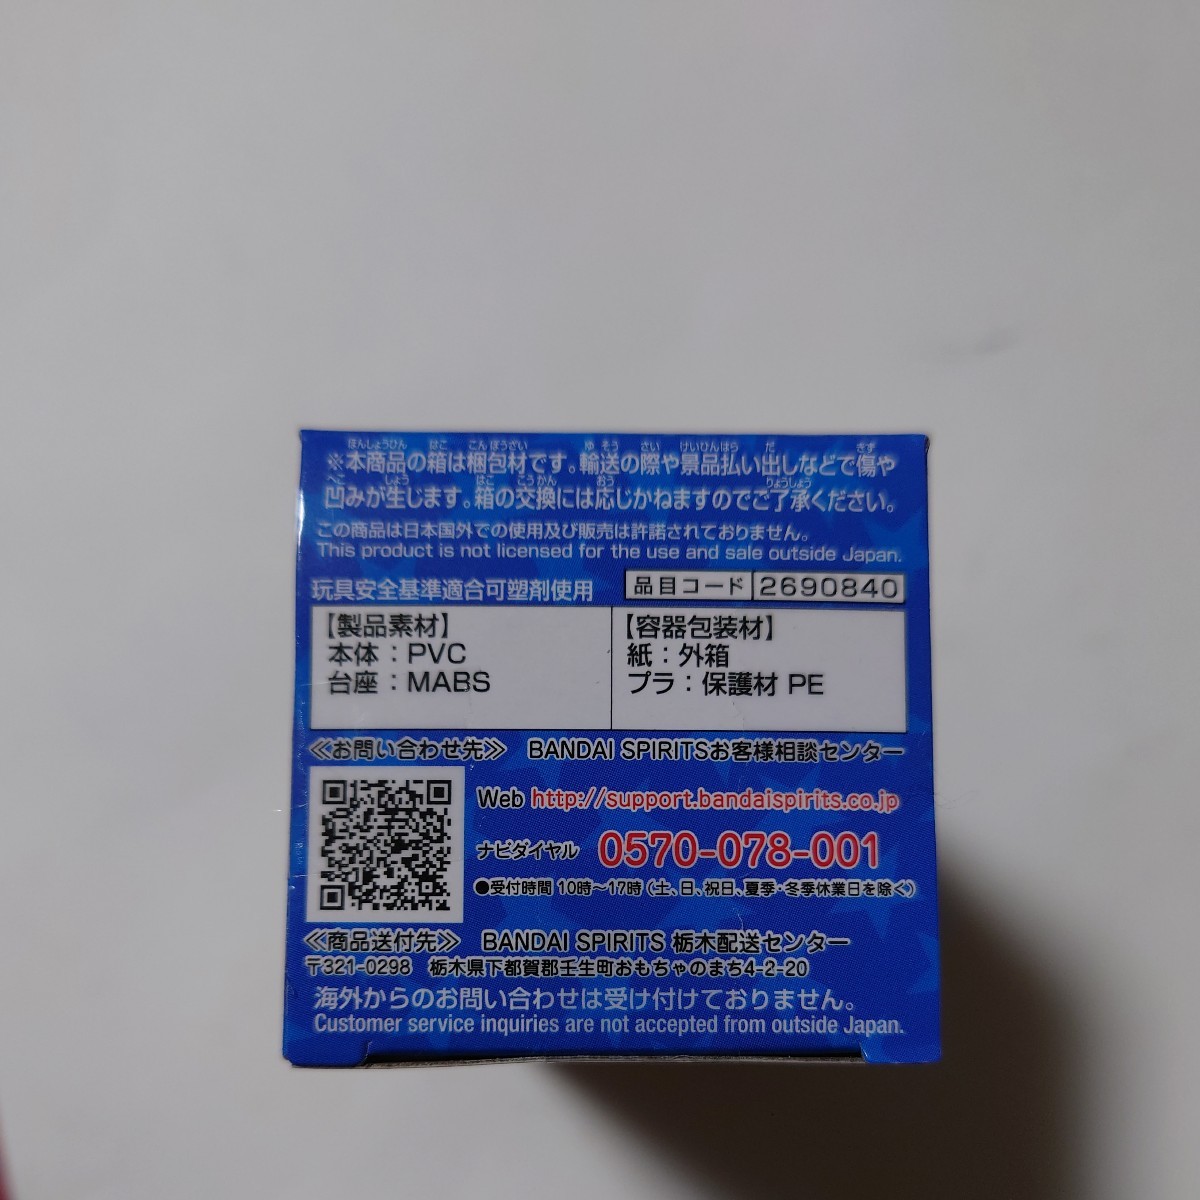 ※本商品の箱は梱包材です。輸送の際や景品払い出しなどで傷や
凹みが生じます。箱の交換には応じかねますのでご了承ください。
この商品は日本国外での使用及び販売は許諾されておりません。
This product is not licensed for the use and sale outside Japan.
玩具安全基準適合可塑剤使用 品目コード 2690840
【製品素材】
本体：PVC
台座：MABS
【容器包装材】
紙：外箱
プラ：保護材 PE
≪お問い合わせ先≫ BANDAI SPIRITSお客様相談センター
Web http://support.bandaispirits.co.jp
ナビダイヤル 0570-078-001
●受付時間 10時～17時（土、日、祝日、夏季・冬季休業日を除く）
≪商品送付先≫ BANDAI SPIRITS 栃木配送センター
〒321-0298 栃木県下都賀郡壬生町おもちゃのまち4-2-20
海外からのお問い合わせは受け付けておりません。
Customer service inquiries are not accepted from outside Japan.